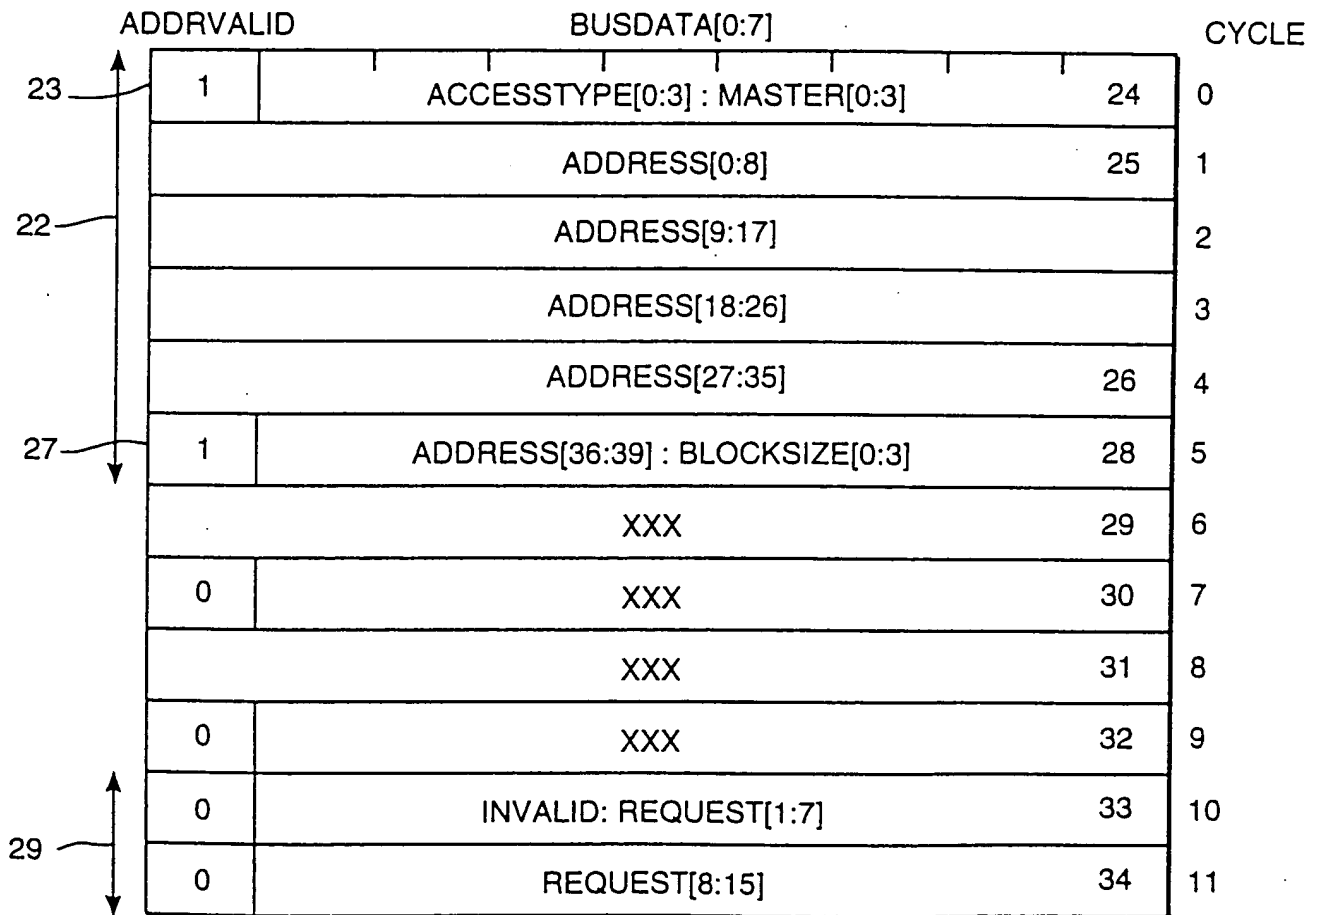 ADDRVALID BUSDATA[0:7] CYCLE
23 1 ACCESSTYPE[0:3] : MASTER[0:3] 24 0
ADDRESS[0:8] 25 1
22 ADDRESS[9:17] 2
ADDRESS[18:26] 3
ADDRESS[27:35] 26 4
27 1 ADDRESS[36:39] : BLOCKSIZE[0:3] 28 5
XXX 29 6
0 XXX 30 7
XXX 31 8
0 XXX 32 9
0 INVALID: REQUEST[1:7] 33 10
29 0 REQUEST[8:15] 34 11